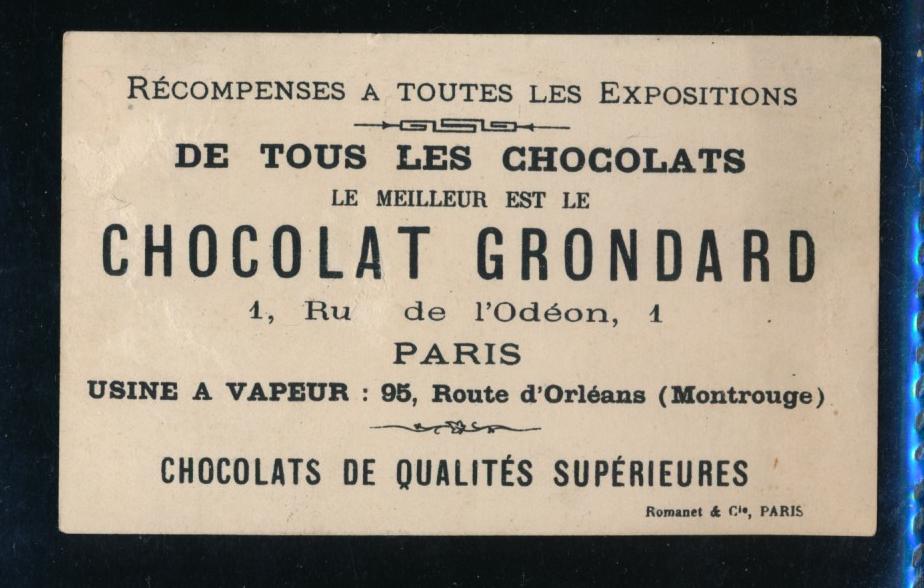 RÉCOMPENSES A TOUTES LES EXPOSITIONS
DE TOUS LES CHOCOLATS
LE MEILLEUR EST LE
CHOCOLAT GRONDARD
1, Ru de l'Odéon, 1
PARIS
USINE A VAPEUR : 95, Route d'Orléans (Montrouge)
CHOCOLATS DE QUALITÉS SUPÉRIEURES
Romanet & Cie, PARIS